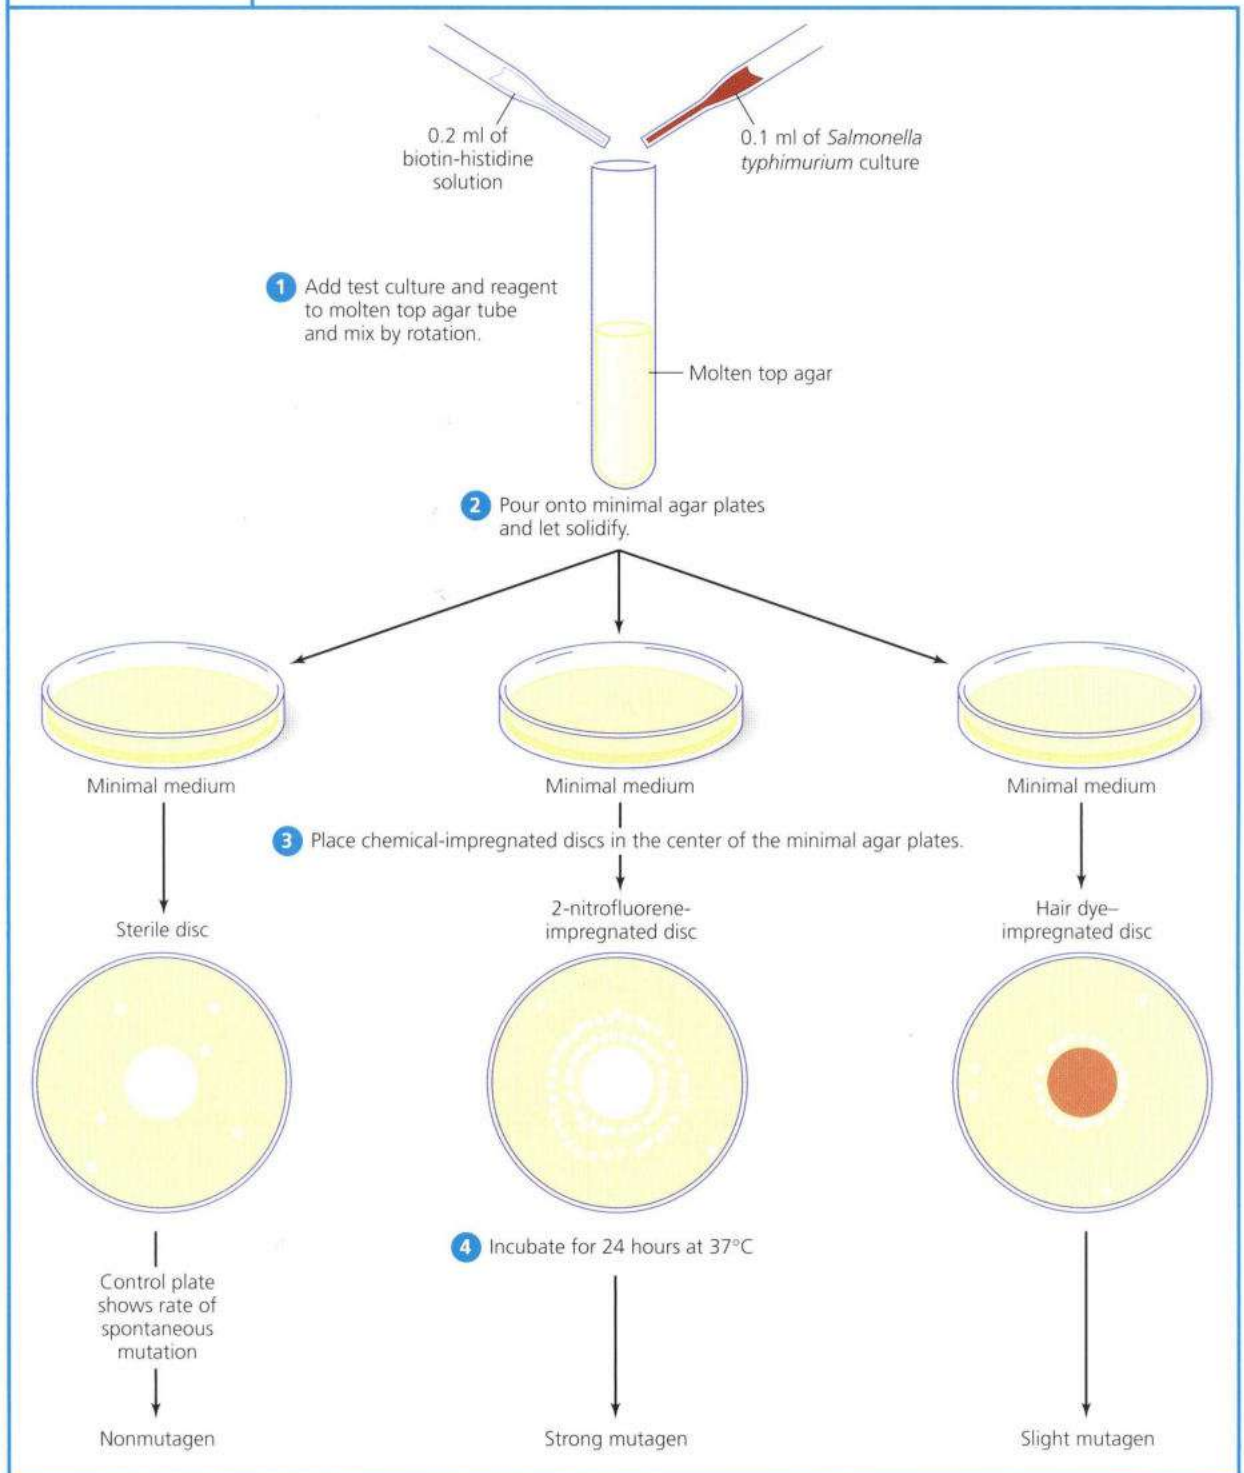 0.2 ml of
biotin-histidine
solution
0.1 ml of Salmonella
typhimurium culture
1 Add test culture and reagent
to molten top agar tube
and mix by rotation.
Molten top agar
2 Pour onto minimal agar plates
and let solidify.
Minimal medium
Minimal medium
Minimal medium
3 Place chemical-impregnated discs in the center of the minimal agar plates.
Sterile disc
2-nitrofluorene-
impregnated disc
Hair dye–
impregnated disc
4 Incubate for 24 hours at 37°C
Control plate
shows rate of
spontaneous
mutation
Nonmutagen
Strong mutagen
Slight mutagen